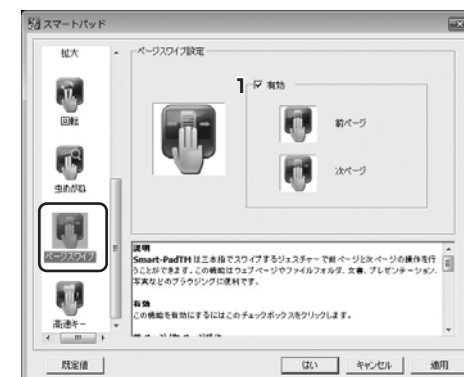 スマートパッド
拡大
回転
虫めがね
ページスワイプ
高速キー
ページスワイプ設定
1
有効
前ページ
次ページ
説明
Smart-PadTM は三本指でスワイプするジェスチャーで前ページと次ページの操作を行
うことができます。この機能はウェブページやファイルフォルダ、文書、プレゼンテーション、
写真などのブラウジングに便利です。
有効
この機能を有効にするにはこのチェックボックスをクリックします。
既定値
はい
キャンセル
適用